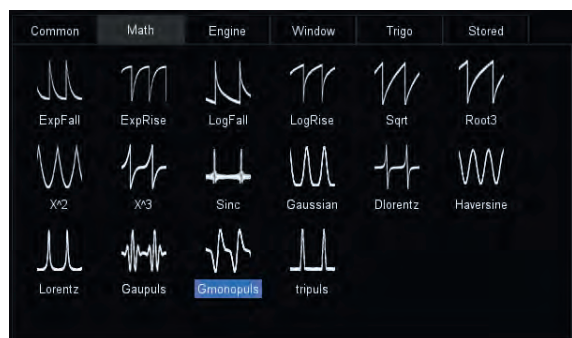 Common Math Engine Window Trigo Stored
ExpFall ExpRise LogFall LogRise Sqrt Root3
X^2 X^3 Sinc Gaussian Dlorentz Haversine
Lorentz Gaupuls Gmonopuls tripuls